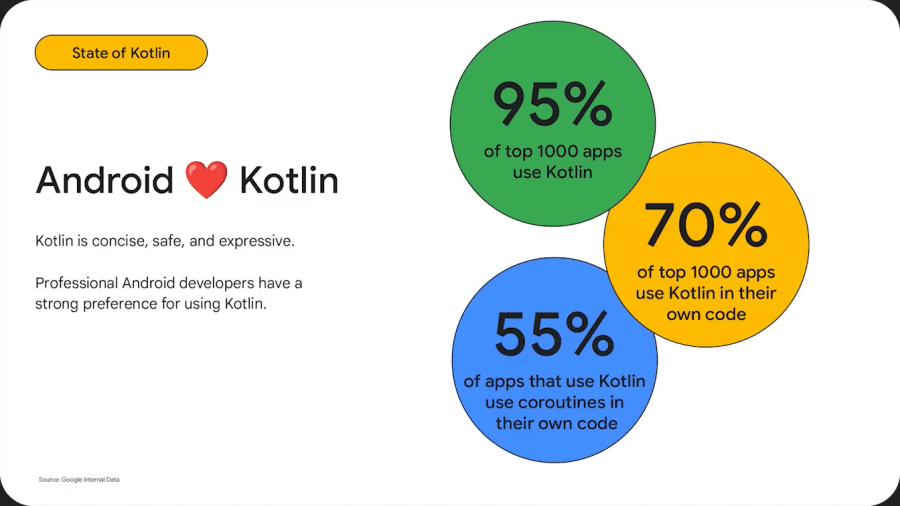 State of Kotlin
Android ❤️ Kotlin
Kotlin is concise, safe, and expressive.
Professional Android developers have a
strong preference for using Kotlin.
95%
of top 1000 apps
use Kotlin
70%
of top 1000 apps
use Kotlin in their
own code
55%
of apps that use Kotlin
use coroutines in
their own code
Source: Google Internal Data